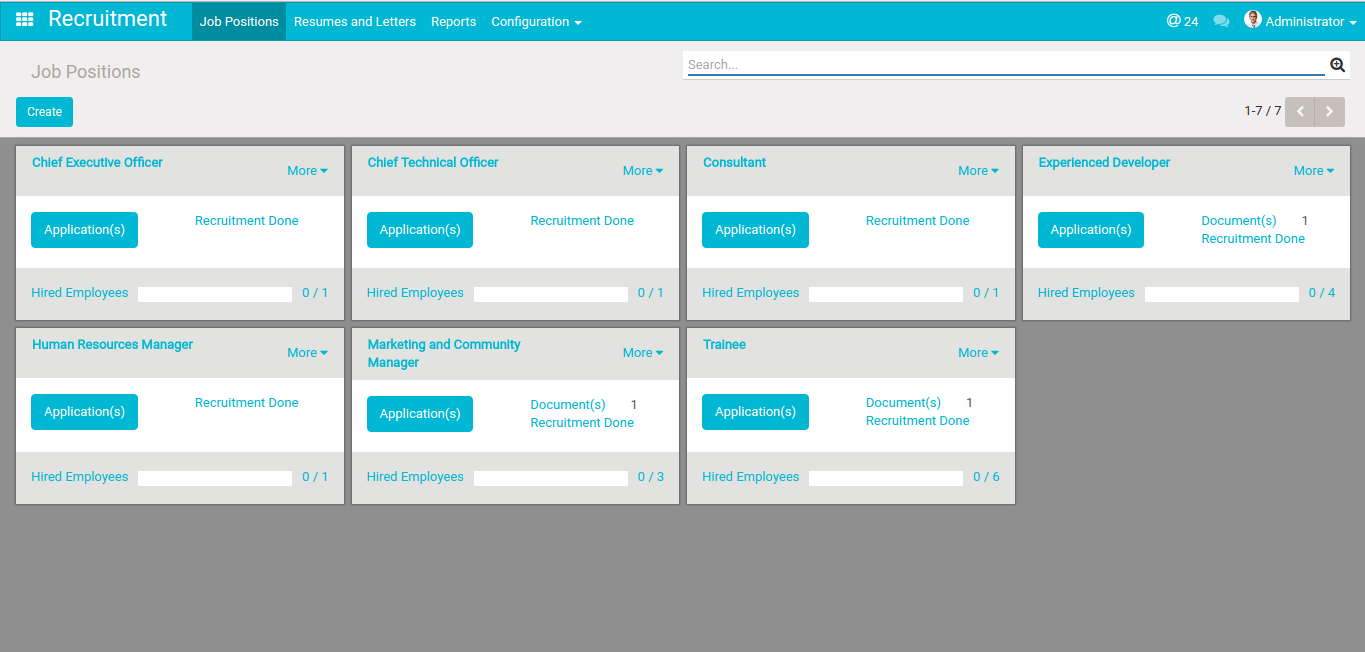 Recruitment Job Positions Resumes and Letters Reports Configuration @ 24 Administrator
Job Positions Search...
Create 1-7 / 7
Chief Executive Officer More
Application(s) Recruitment Done
Hired Employees 0 / 1
Chief Technical Officer More
Application(s) Recruitment Done
Hired Employees 0 / 1
Consultant More
Application(s) Recruitment Done
Hired Employees 0 / 1
Experienced Developer More
Application(s) Document(s) 1
Recruitment Done
Hired Employees 0 / 4
Human Resources Manager More
Application(s) Recruitment Done
Hired Employees 0 / 1
Marketing and Community
Manager More
Application(s) Document(s) 1
Recruitment Done
Hired Employees 0 / 3
Trainee More
Application(s) Document(s) 1
Recruitment Done
Hired Employees 0 / 6